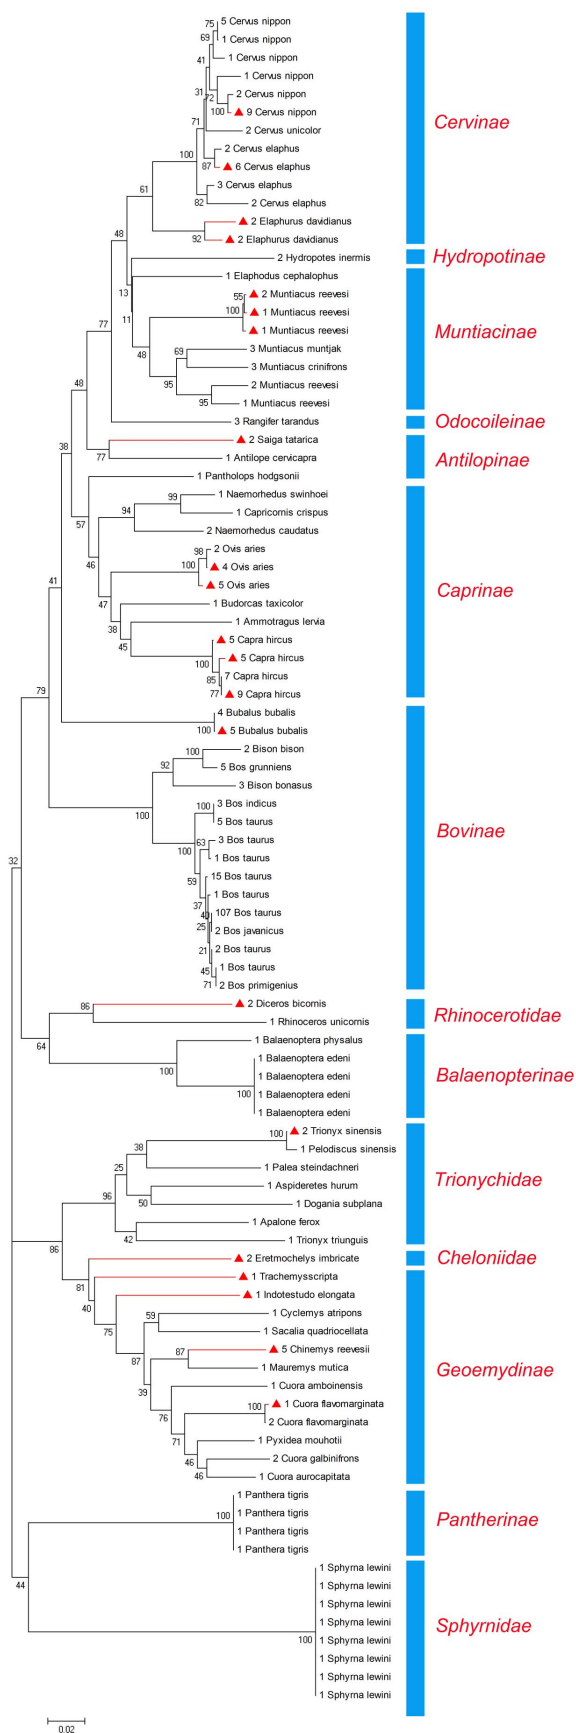 5 Cervus nippon
1 Cervus nippon
1 Cervus nippon
1 Cervus nippon
2 Cervus nippon
9 Cervus nippon
2 Cervus unicolor
2 Cervus elaphus
6 Cervus elaphus
3 Cervus elaphus
2 Cervus elaphus
2 Elaphurus davidianus
2 Elaphurus davidianus
2 Hydropotes inermis
1 Elaphodus cephalophus
2 Muntiacus reevesi
1 Muntiacus reevesi
1 Muntiacus reevesi
3 Muntiacus muntjak
3 Muntiacus crinifrons
2 Muntiacus reevesi
1 Muntiacus reevesi
3 Rangifer tarandus
2 Saiga tatarica
1 Antilope cervicapra
1 Pantholops hodgsonii
1 Naemorhedus swinhoei
1 Capricornis crispus
2 Naemorhedus caudatus
2 Ovis aries
4 Ovis aries
5 Ovis aries
1 Budorcas taxicolor
1 Ammotragus lervia
5 Capra hircus
5 Capra hircus
7 Capra hircus
9 Capra hircus
4 Bubalus bubalis
5 Bubalus bubalis
2 Bison bison
5 Bos grunniens
3 Bison bonasus
3 Bos indicus
5 Bos taurus
3 Bos taurus
1 Bos taurus
15 Bos taurus
1 Bos taurus
107 Bos taurus
2 Bos javanicus
2 Bos taurus
1 Bos taurus
2 Bos primigenius
2 Diceros bicornis
1 Rhinoceros unicornis
1 Balaenoptera physalus
1 Balaenoptera edeni
1 Balaenoptera edeni
1 Balaenoptera edeni
1 Balaenoptera edeni
2 Trionyx sinensis
1 Pelodiscus sinensis
1 Palea steindachneri
1 Aspideretes hurum
1 Dogania subplana
1 Apalone ferox
1 Trionyx triunguis
2 Eretmochelys imbricate
1 Trachemysscripta
1 Indotestudo elongata
1 Cyclemys atripons
1 Sacalia quadriocellata
5 Chinemys reevesii
1 Mauremys mutica
1 Cuora amboinensis
1 Cuora flavomarginata
2 Cuora flavomarginata
1 Pyxidea mouhotii
2 Cuora galbinifrons
1 Cuora aurocapitata
1 Panthera tigris
1 Panthera tigris
1 Panthera tigris
1 Panthera tigris
1 Sphyrna lewini
1 Sphyrna lewini
1 Sphyrna lewini
1 Sphyrna lewini
1 Sphyrna lewini
1 Sphyrna lewini
1 Sphyrna lewini
1 Sphyrna lewini
Cervinae
Hydropotinae
Muntiacinae
Odocoileinae
Antilopinae
Caprinae
Bovinae
Rhinocerotidae
Balaenopterinae
Trionychidae
Cheloniidae
Geoemydinae
Pantherinae
Sphyrnidae
75
69
41
31
72
100
71
87
100
82
61
92
48
13
11
55
100
48
69
95
95
77
48
77
38
99
94
57
46
98
100
47
38
45
100
85
77
41
100
79
100
92
100
100
100
63
59
37
40
25
21
45
71
32
86
64
100
100
100
38
25
96
50
42
86
81
40
75
59
87
87
39
76
100
71
46
46
100
44
100
0.02